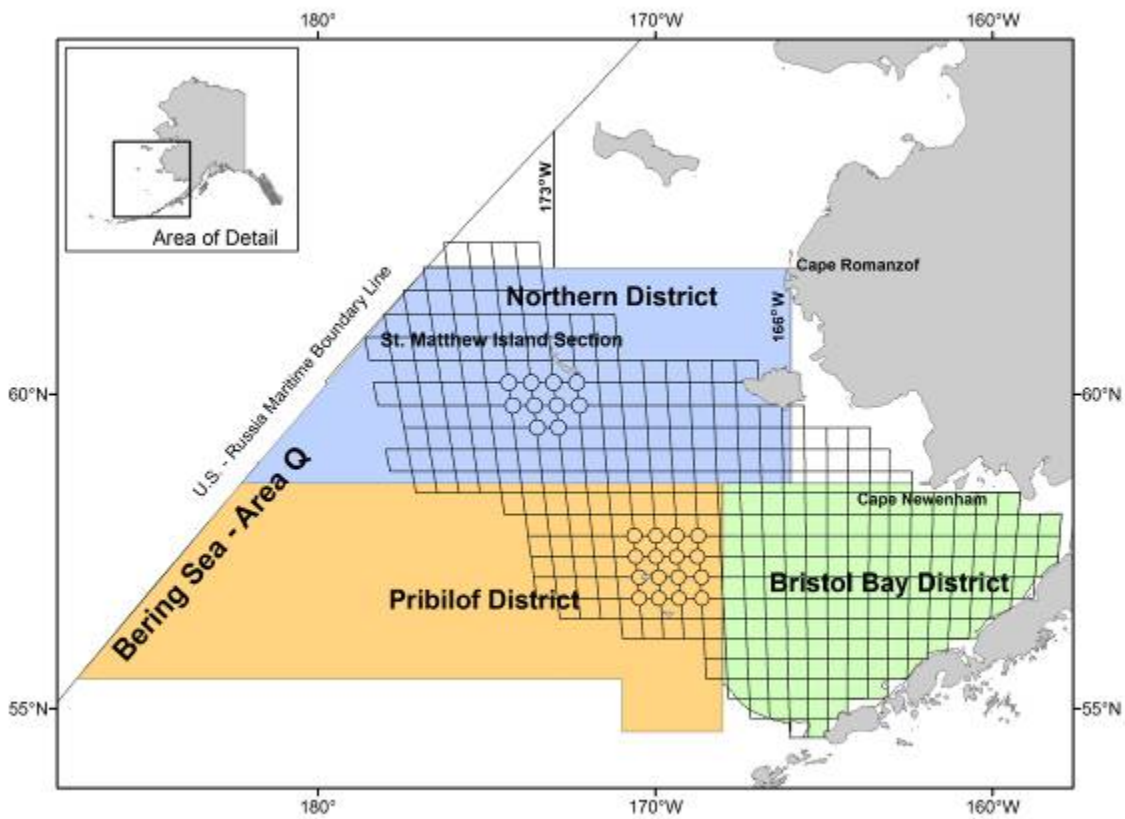 180° 170°W 160°W
Area of Detail
173°W
Cape Romanzof
Northern District
166°W
St. Matthew Island Section
U.S. - Russia Maritime Boundary Line
60°N 60°N
Bering Sea - Area Q
Cape Newenham
Bristol Bay District
Pribilof District
55°N 55°N
180° 170°W 160°W